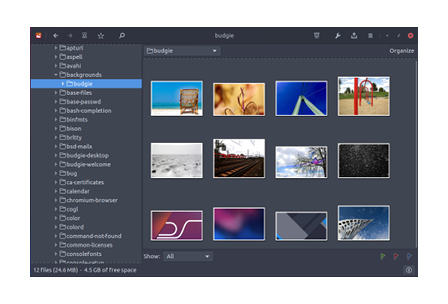 budgie
apturl
aspell
avahi
backgrounds
budgie
base-files
base-passwd
bash-completion
binfmts
bison
brltty
bsd-mailx
budgie-desktop
budgie-welcome
bug
ca-certificates
calendar
chromium-browser
cogl
color
colord
command-not-found
common-licenses
consolefonts
console-setup
budgie
Organize
Show: All
12 files (24.6 MB) - 4.5 GB of free space